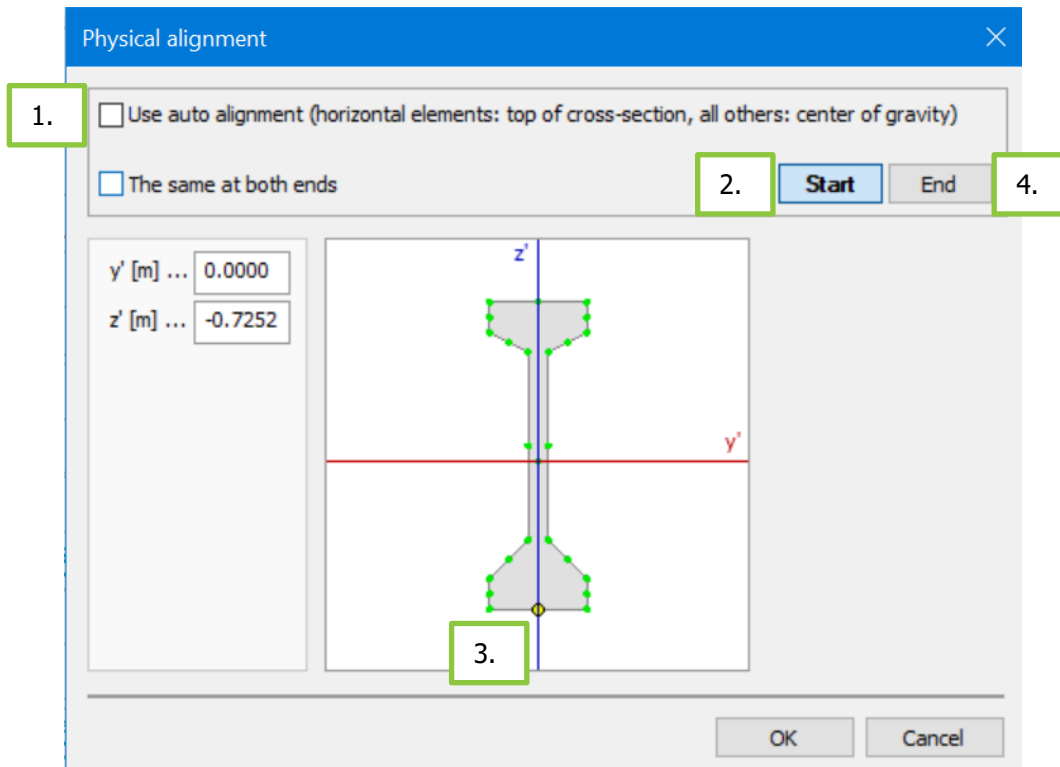 Physical alignment
1.
Use auto alignment (horizontal elements: top of cross-section, all others: center of gravity)
The same at both ends
2.
Start
End
4.
y' [m] ... 0.0000
z' [m] ... -0.7252
z'
y'
3.
OK
Cancel